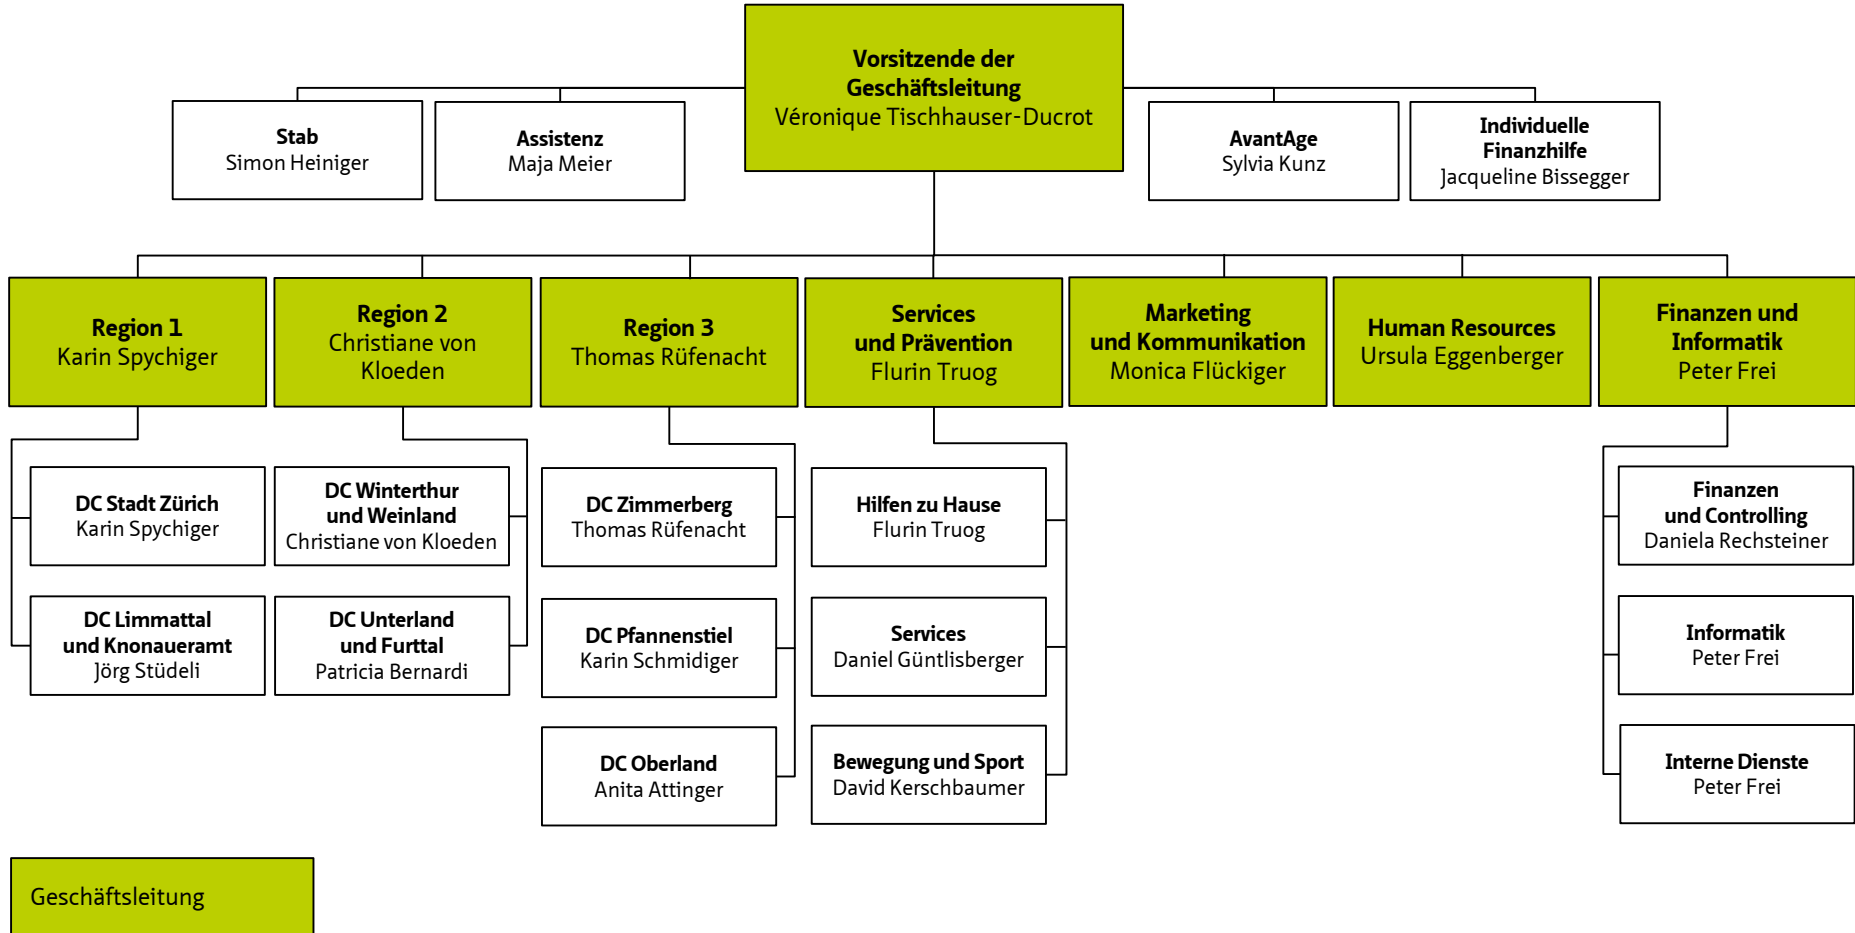 Vorsitzende der
Geschäftsleitung
Véronique Tischhauser-Ducrot
Stab
Simon Heiniger
Assistenz
Maja Meier
AvantAge
Sylvia Kunz
Individuelle
Finanzhilfe
Jacqueline Bissegger
Region 1
Karin Spychiger
Region 2
Christiane von
Kloeden
Region 3
Thomas Rüfenacht
Services
und Prävention
Flurin Truog
Marketing
und Kommunikation
Monica Flückiger
Human Resources
Ursula Eggenberger
Finanzen und
Informatik
Peter Frei
DC Stadt Zürich
Karin Spychiger
DC Limmattal
und Knonaueramt
Jörg Stüdeli
DC Winterthur
und Weinland
Christiane von Kloeden
DC Unterland
und Furttal
Patricia Bernardi
DC Zimmerberg
Thomas Rüfenacht
DC Pfannenstiel
Karin Schmidiger
DC Oberland
Anita Attinger
Hilfen zu Hause
Flurin Truog
Services
Daniel Güntlisberger
Bewegung und Sport
David Kerschbaumer
Finanzen
und Controlling
Daniela Rechsteiner
Informatik
Peter Frei
Interne Dienste
Peter Frei
Geschäftsleitung